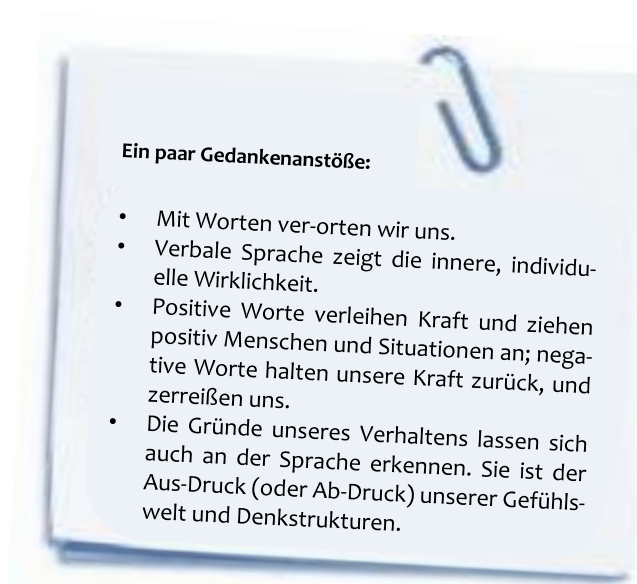 Ein paar Gedankenanstöße:
• Mit Worten ver-orten wir uns.
• Verbale Sprache zeigt die innere, individu-
elle Wirklichkeit.
• Positive Worte verleihen Kraft und ziehen
positiv Menschen und Situationen an; nega-
tive Worte halten unsere Kraft zurück, und
zerreißen uns.
• Die Gründe unseres Verhaltens lassen sich
auch an der Sprache erkennen. Sie ist der
Aus-Druck (oder Ab-Druck) unserer Gefühls-
welt und Denkstrukturen.